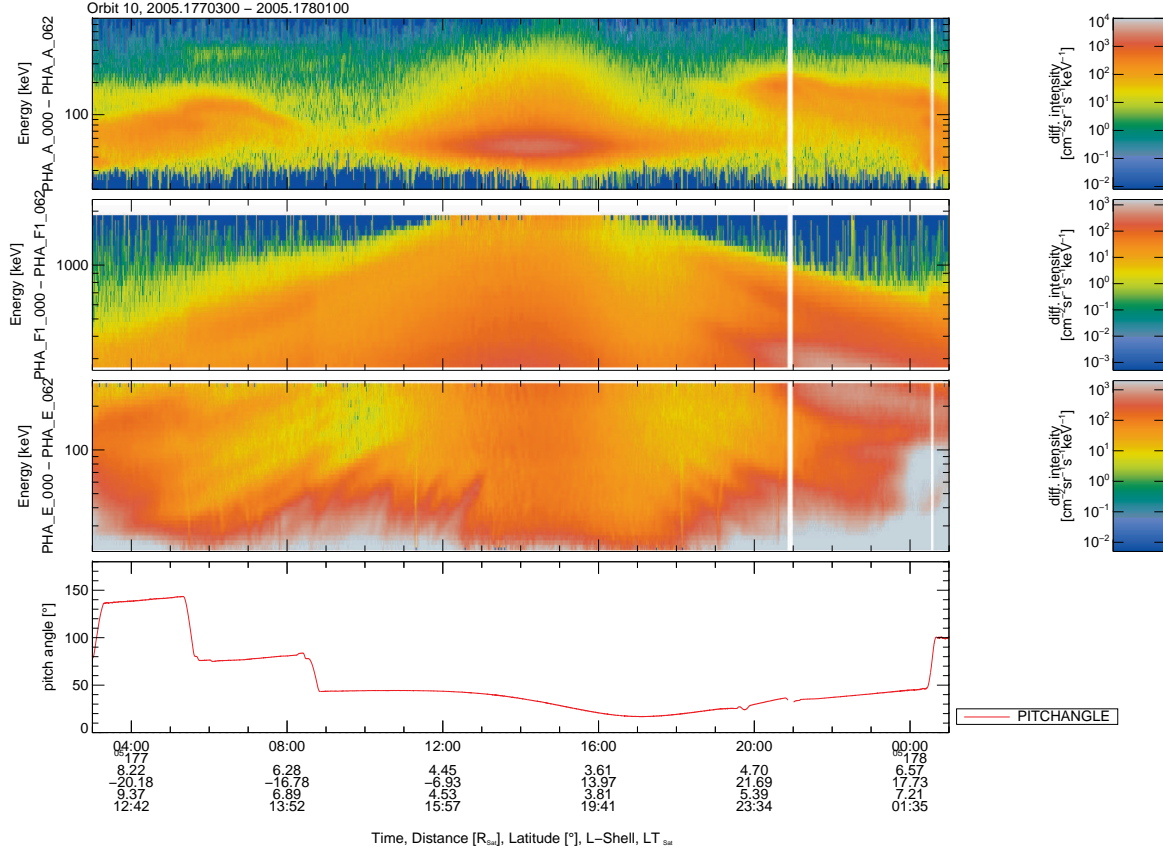 Orbit 10, 2005.1770300 – 2005.1780100
Energy [keV]
PHA_A_000 – PHA_A_062
100
diff. intensity
[cm⁻²sr⁻¹s⁻¹keV⁻¹]
10⁴
10³
10²
10¹
10⁰
10⁻¹
10⁻²
Energy [keV]
PHA_F1_000 – PHA_F1_062
1000
diff. intensity
[cm⁻²sr⁻¹s⁻¹keV⁻¹]
10³
10²
10¹
10⁰
10⁻¹
10⁻²
10⁻³
Energy [keV]
PHA_E_000 – PHA_E_062
100
diff. intensity
[cm⁻²sr⁻¹s⁻¹keV⁻¹]
10³
10²
10¹
10⁰
10⁻¹
10⁻²
pitch angle [°]
150
100
50
0
PITCHANGLE
04:00 08:00 12:00 16:00 20:00 00:00
05 177 05 178
8.22 6.28 4.45 3.61 4.70 6.57
−20.18 −16.78 −6.93 13.97 21.69 17.73
9.37 6.89 4.53 3.81 5.39 7.21
12:42 13:52 15:57 19:41 23:34 01:35
Time, Distance [R_Sat], Latitude [°], L−Shell, LT_Sat